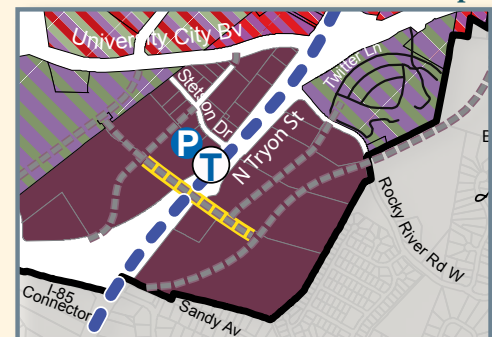 University City Bv
Twitter Ln
Stetson Dr
P
T
N Tryon St
Rocky River Rd W
I-85
Connector
Sandy Av